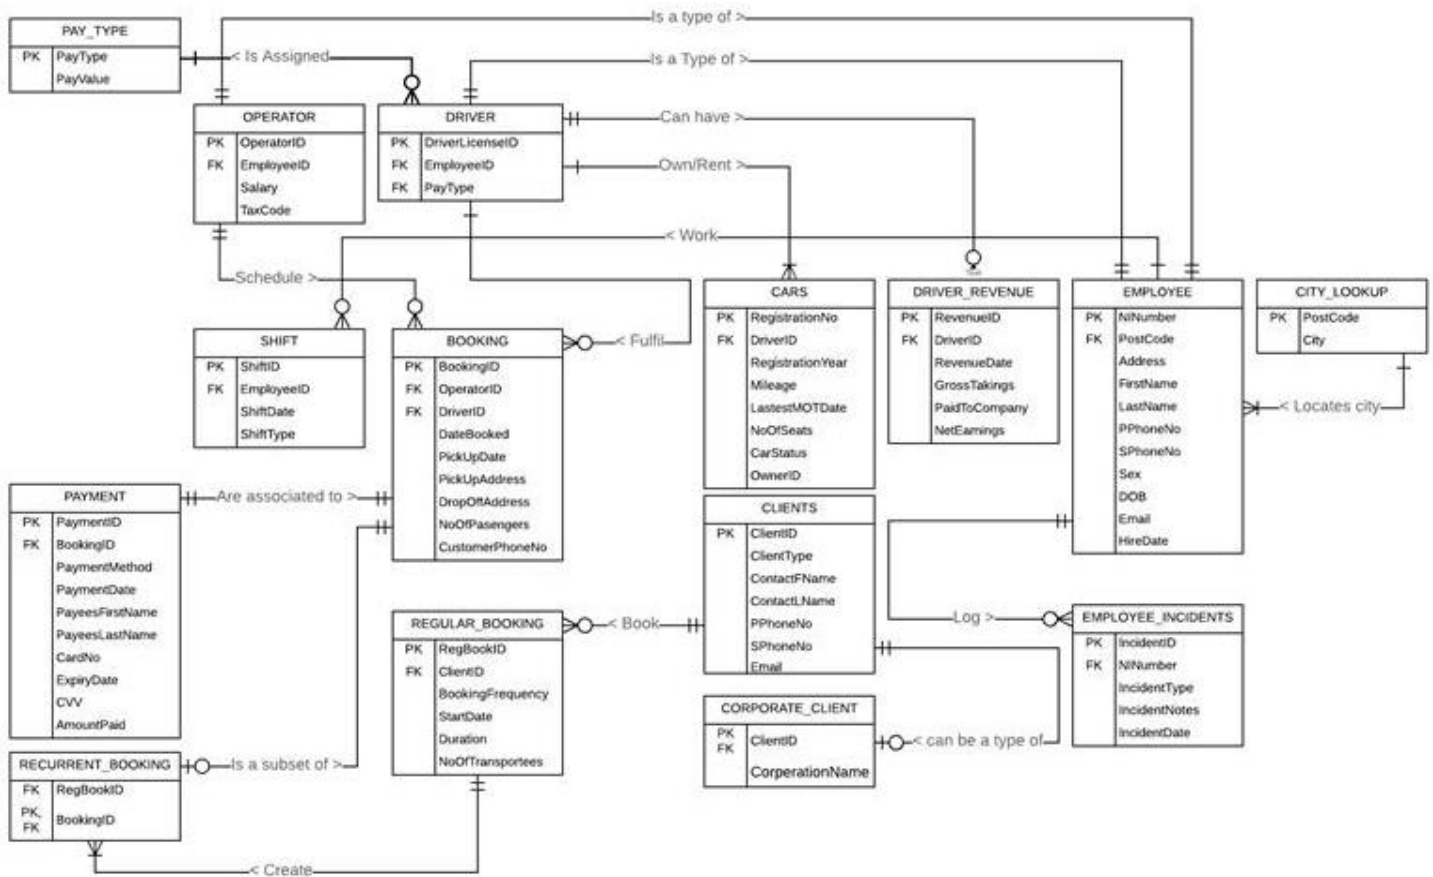 Is a type of >
PAY_TYPE
PK PayType
PayValue
< Is Assigned
Is a Type of >
OPERATOR
PK OperatorID
FK EmployeeID
Salary
TaxCode
DRIVER
PK DriverLicenseID
FK EmployeeID
FK PayType
Can have >
Own/Rent >
< Work
Schedule >
SHIFT
PK ShiftID
FK EmployeeID
ShiftDate
ShiftType
BOOKING
PK BookingID
FK OperatorID
FK DriverID
DateBooked
PickUpDate
PickUpAddress
DropOffAddress
NoOfPasengers
CustomerPhoneNo
< Fulfil
CARS
PK RegistrationNo
FK DriverID
RegistrationYear
Mileage
LastestMOTDate
NoOfSeats
CarStatus
OwnerID
DRIVER_REVENUE
PK RevenueID
FK DriverID
RevenueDate
GrossTakings
PaidToCompany
NetEarnings
EMPLOYEE
PK NINumber
FK PostCode
Address
FirstName
LastName
PPhoneNo
SPhoneNo
Sex
DOB
Email
HireDate
CITY_LOOKUP
PK PostCode
City
< Locates city
PAYMENT
PK PaymentID
FK BookingID
PaymentMethod
PaymentDate
PayeesFirstName
PayeesLastName
CardNo
ExpiryDate
CVV
AmountPaid
Are associated to >
CLIENTS
PK ClientID
ClientType
ContactFName
ContactLName
PPhoneNo
SPhoneNo
Email
REGULAR_BOOKING
PK RegBookID
FK ClientID
BookingFrequency
StartDate
Duration
NoOfTransportees
< Book
Log >
EMPLOYEE_INCIDENTS
PK IncidentID
FK NINumber
IncidentType
IncidentNotes
IncidentDate
CORPORATE_CLIENT
PK
FK ClientID
CorperationName
< can be a type of
RECURRENT_BOOKING
FK RegBookID
PK,
FK BookingID
Is a subset of >
< Create